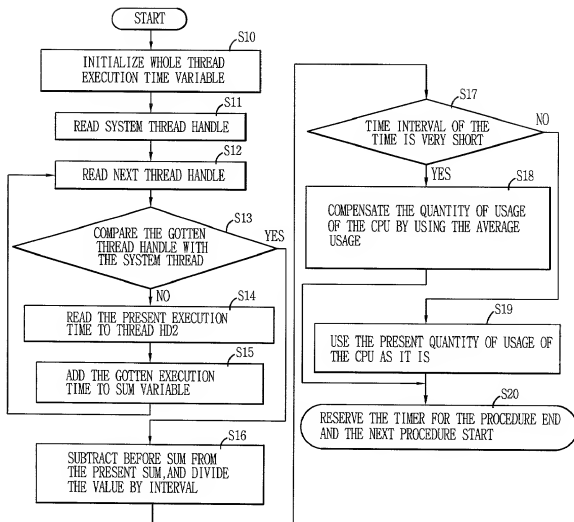 START
S10
INITIALIZE WHOLE THREAD
EXECUTION TIME VARIABLE
S11
READ SYSTEM THREAD HANDLE
S12
READ NEXT THREAD HANDLE
S13
COMPARE THE GOTTEN
THREAD HANDLE WITH
THE SYSTEM THREAD
YES
NO
S14
READ THE PRESENT EXECUTION
TIME TO THREAD HD2
S15
ADD THE GOTTEN EXECUTION
TIME TO SUM VARIABLE
S16
SUBTRACT BEFORE SUM FROM
THE PRESENT SUM,AND DIVIDE
THE VALUE BY INTERVAL
S17
TIME INTERVAL OF THE
TIME IS VERY SHORT
NO
YES
S18
COMPENSATE THE QUANTITY OF USAGE
OF THE CPU BY USING THE AVERAGE
USAGE
S19
USE THE PRESENT QUANTITY OF USAGE OF
THE CPU AS IT IS
S20
RESERVE THE TIMER FOR THE PROCEDURE END
AND THE NEXT PROCEDURE START